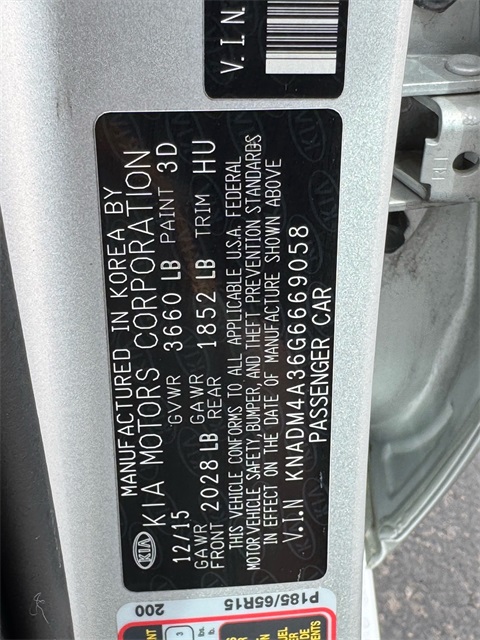 V.I.N.
MANUFACTURED IN KOREA BY
KIA KIA MOTORS CORPORATION
12/15 GVWR 3660 LB PAINT 3D
GAWR FRONT 2028 LB GAWR REAR 1852 LB TRIM HU
THIS VEHICLE CONFORMS TO ALL APPLICABLE U.S.A. FEDERAL
MOTOR VEHICLE SAFETY, BUMPER, AND THEFT PREVENTION STANDARDS
IN EFFECT ON THE DATE OF MANUFACTURE SHOWN ABOVE
V.I.N KNADM4A36G6669058
PASSENGER CAR
P185/65R15
200